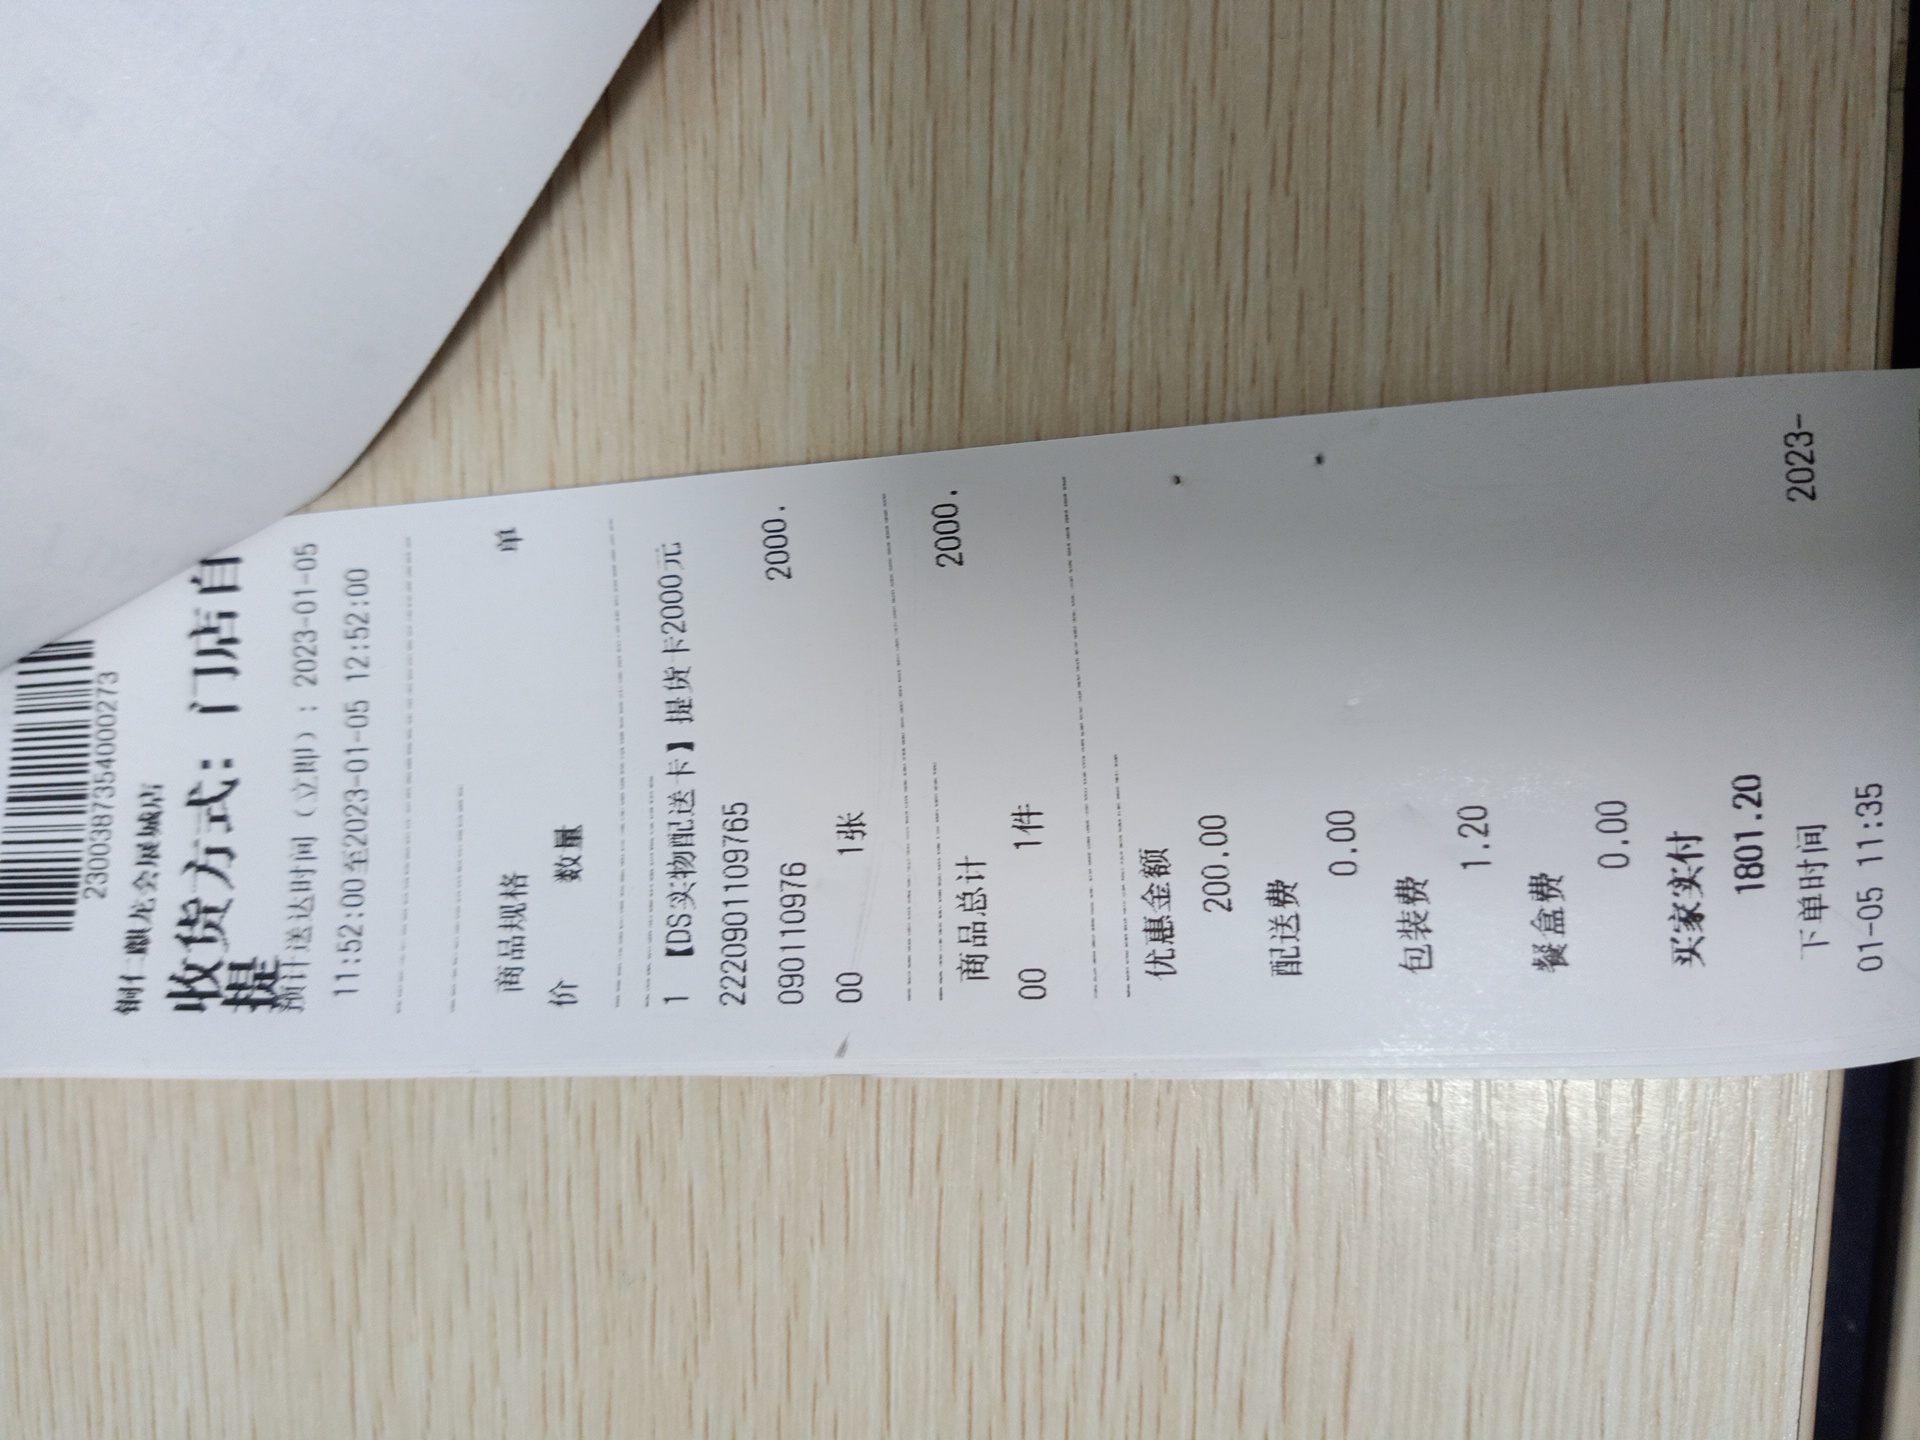 2300387354000273
铜仁麒龙会展城店
收货方式：门店自
提
预计送达时间（立即）：2023-01-05
11:52:00至2023-01-05 12:52:00
商品规格 单
价 数量
1 【DS实物配送卡】提货卡2000元
2220901109765
0901110976 2000.
00 1张
商品总计 2000.
00 1件
优惠金额
200.00
配送费
0.00
包装费
1.20
餐盒费
0.00
买家实付
1801.20
下单时间 2023-
01-05 11:35